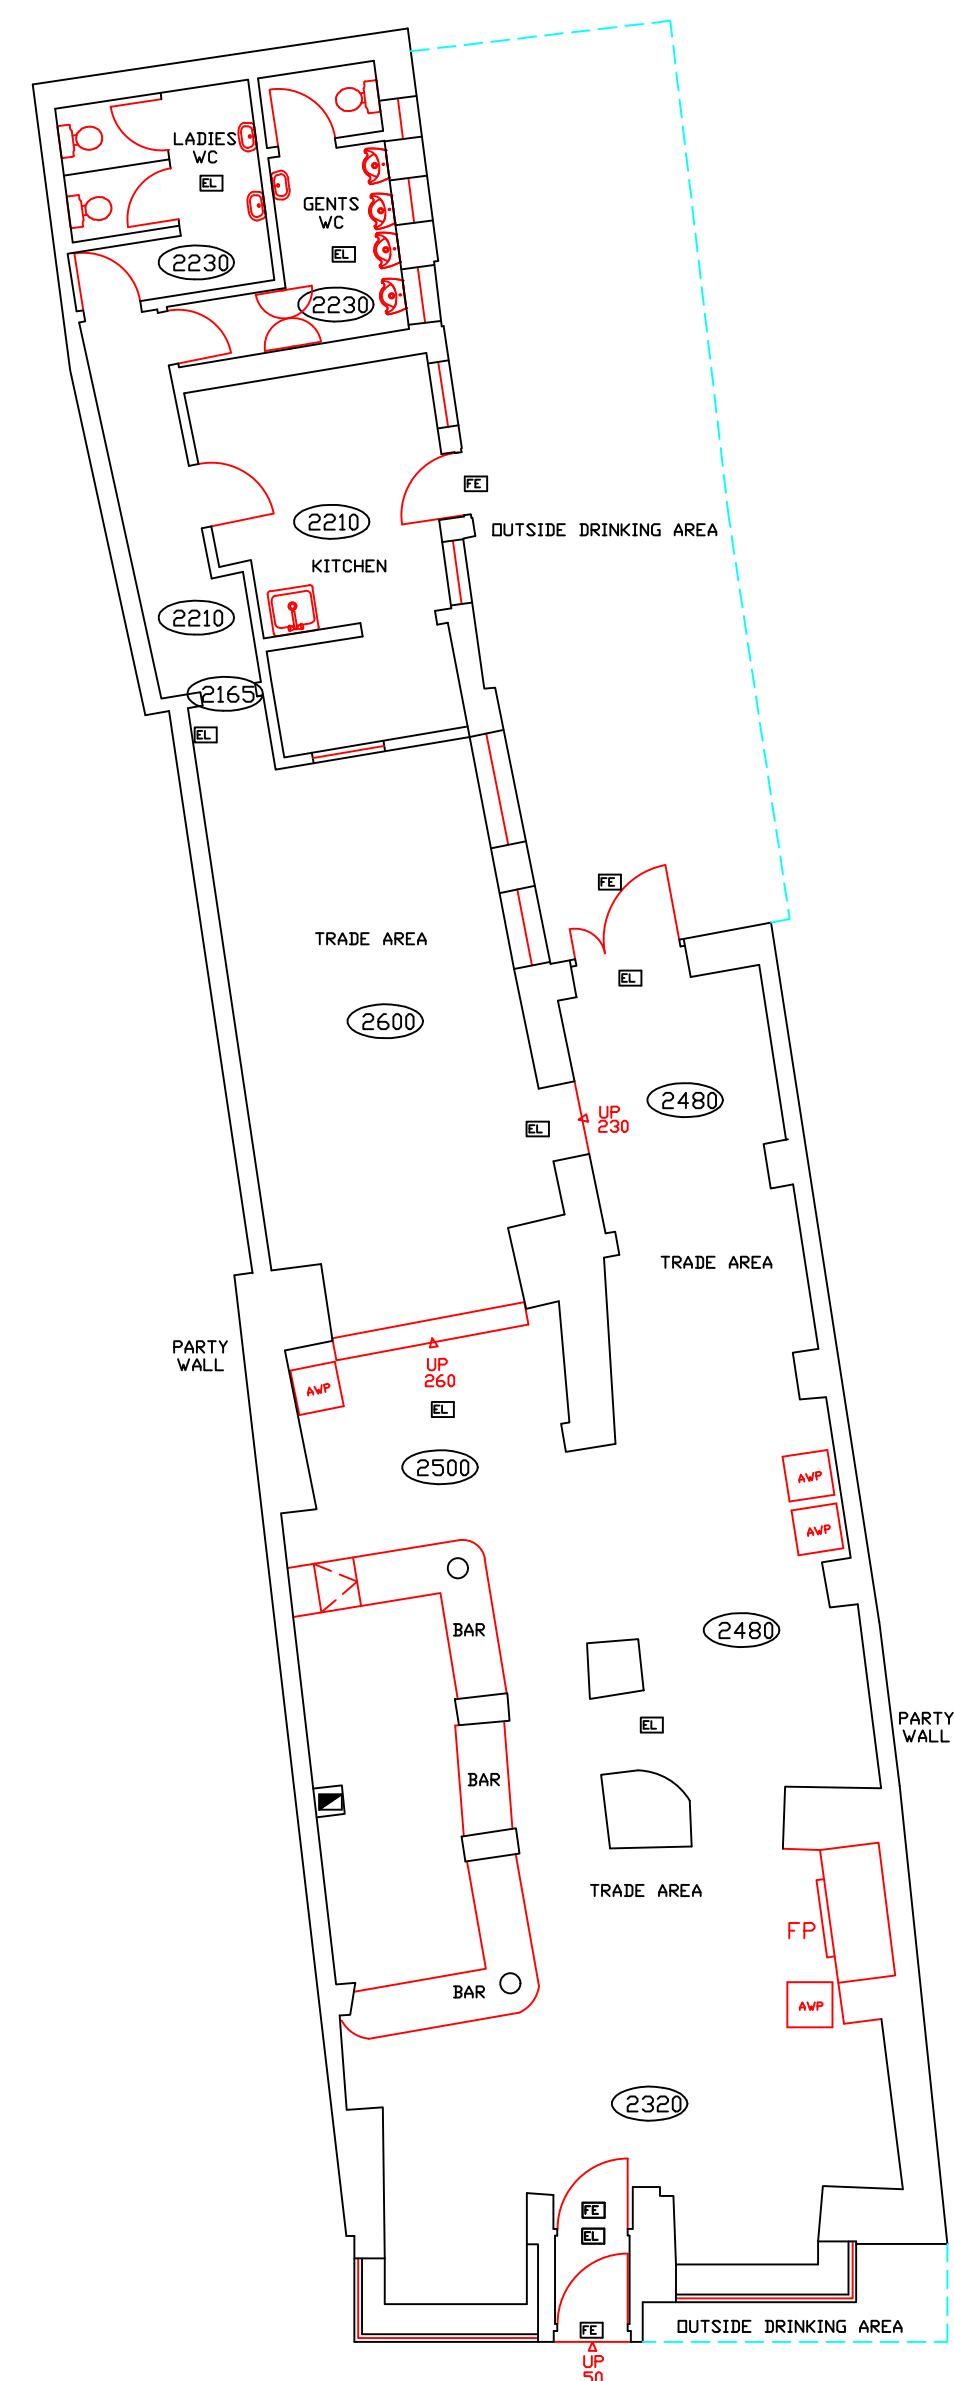 LADIES
WC
EL
GENTS
WC
EL
2230
2230
FE
2210
OUTSIDE DRINKING AREA
KITCHEN
2210
2165
EL
FE
TRADE AREA
EL
2600
2480
UP
230
EL
TRADE AREA
PARTY
WALL
UP
260
AWP
EL
2500
AWP
AWP
BAR
2480
PARTY
WALL
EL
BAR
TRADE AREA
FP
BAR
AWP
2320
FE
EL
FE
OUTSIDE DRINKING AREA
UP
50